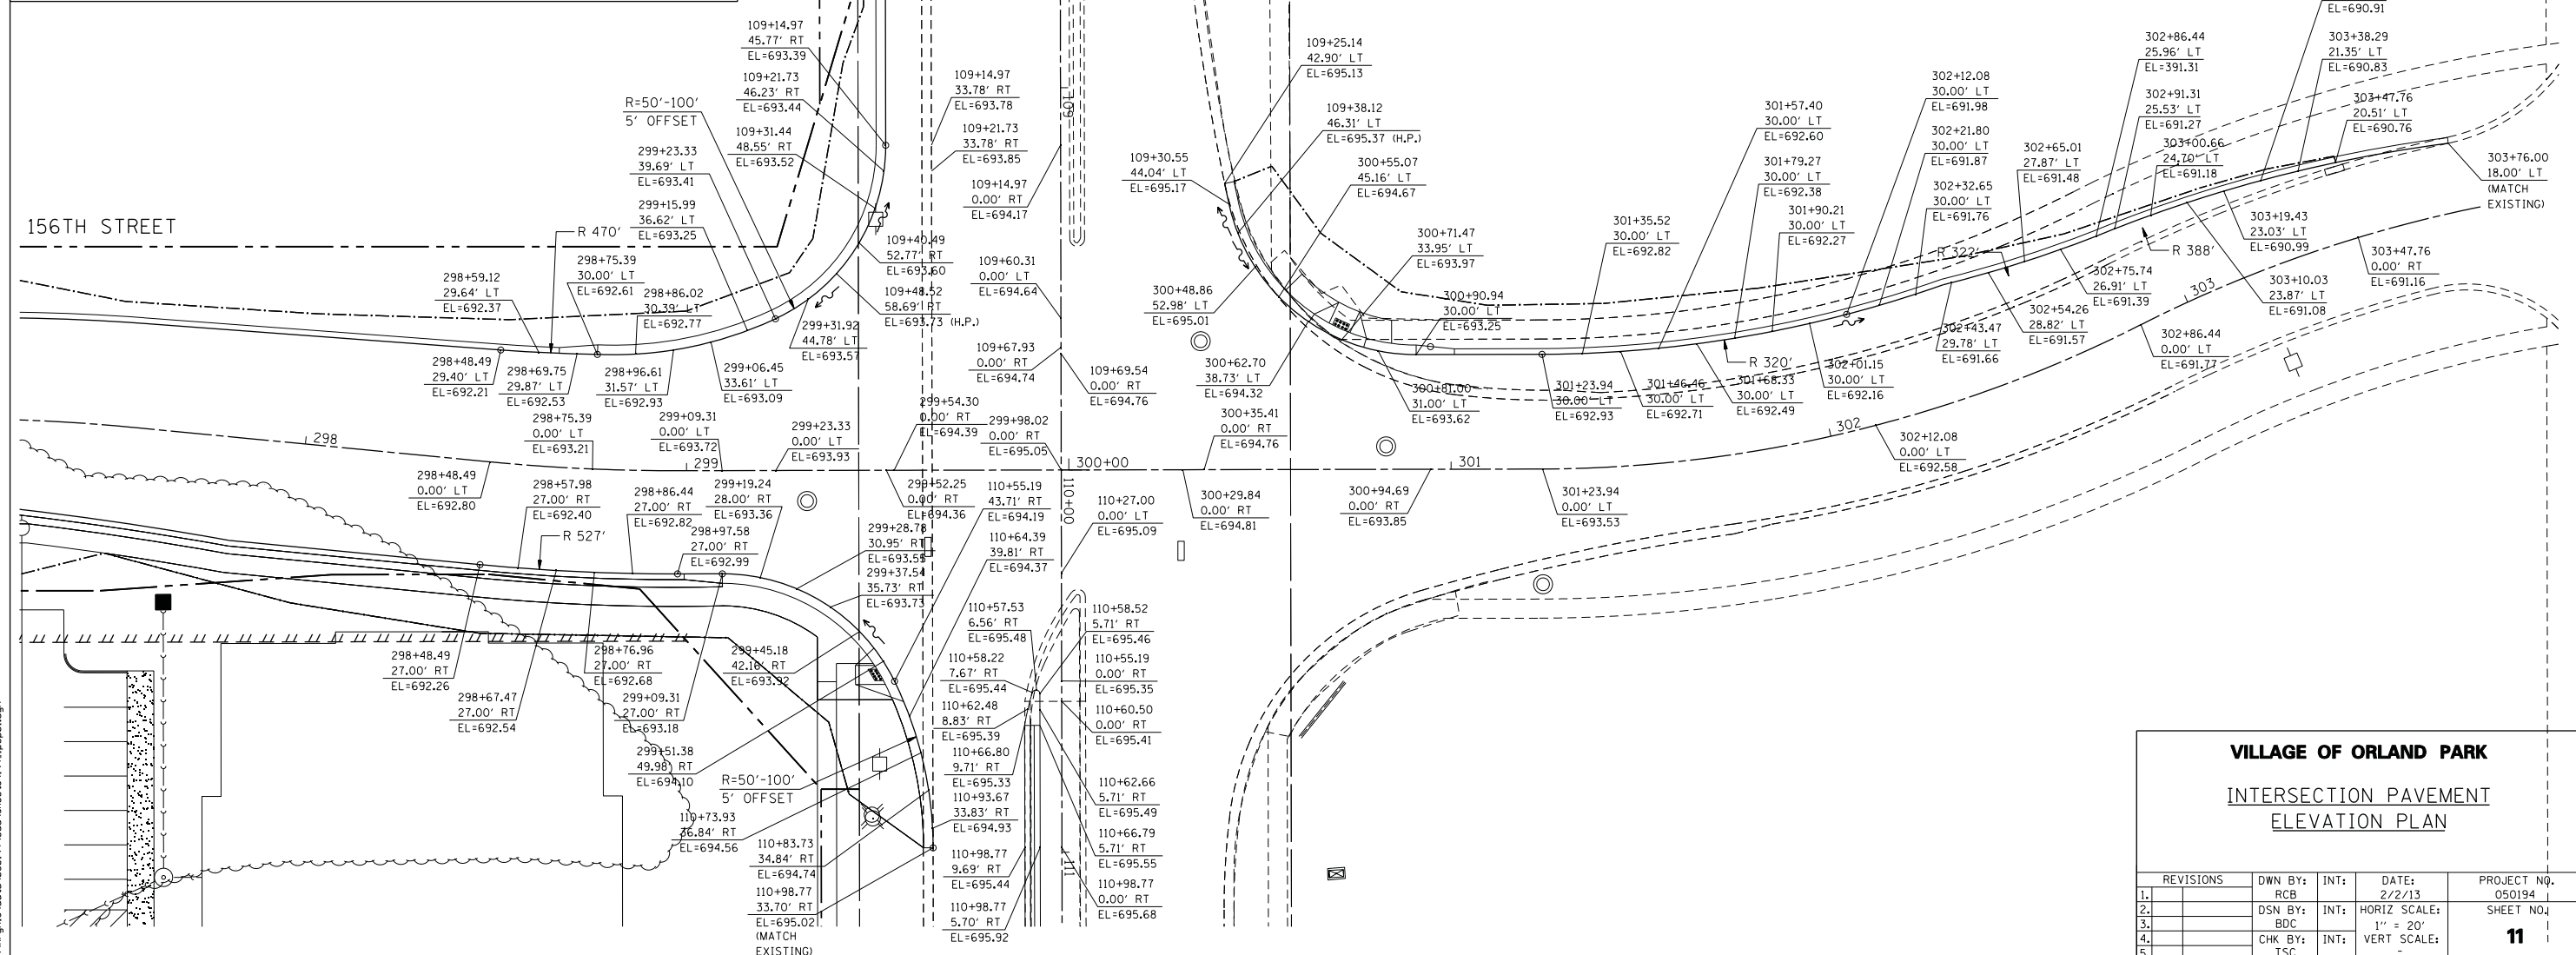 109+14.97
45.77' RT
EL=693.39
109+21.73
46.23' RT
EL=693.44
R=50'-100'
5' OFFSET
109+31.44
48.55' RT
EL=693.52
299+23.33
39.69' LT
EL=693.41
299+15.99
36.62' LT
EL=693.25
156TH STREET
R 470'
298+75.39
30.00' LT
EL=692.61
298+59.12
29.64' LT
EL=692.37
298+86.02
30.39' LT
EL=692.77
298+48.49
29.40' LT
EL=692.21
298+69.75
29.87' LT
EL=692.53
298+96.61
31.57' LT
EL=692.93
299+06.45
33.61' LT
EL=693.09
299+31.92
44.78' LT
EL=693.57
109+40.49
52.77' RT
EL=693.60
109+48.52
58.69' RT
EL=693.73 (H.P.)
109+14.97
33.78' RT
EL=693.78
109+21.73
33.78' RT
EL=693.85
109+14.97
0.00' RT
EL=694.17
109
109+60.31
0.00' LT
EL=694.64
109+67.93
0.00' RT
EL=694.74
109+69.54
0.00' RT
EL=694.76
109+25.14
42.90' LT
EL=695.13
109+38.12
46.31' LT
EL=695.37 (H.P.)
109+30.55
44.04' LT
EL=695.17
300+55.07
45.16' LT
EL=694.67
300+48.86
52.98' LT
EL=695.01
300+71.47
33.95' LT
EL=693.97
300+62.70
38.73' LT
EL=694.32
300+90.94
30.00' LT
EL=693.25
300+81.00
31.00' LT
EL=693.62
301+35.52
30.00' LT
EL=692.82
301+57.40
30.00' LT
EL=692.60
301+79.27
30.00' LT
EL=692.38
301+90.21
30.00' LT
EL=692.27
301+23.94
30.00' LT
EL=692.93
301+46.46
30.00' LT
EL=692.71
301+68.33
30.00' LT
EL=692.49
R 320'
302+01.15
30.00' LT
EL=692.16
302+12.08
30.00' LT
EL=691.98
302+21.80
30.00' LT
EL=691.87
302+32.65
30.00' LT
EL=691.76
302+43.47
29.78' LT
EL=691.66
302+54.26
28.82' LT
EL=691.57
R 322'
302+65.01
27.87' LT
EL=691.48
302+75.74
26.91' LT
EL=691.39
302+86.44
25.96' LT
EL=391.31
302+91.31
25.53' LT
EL=691.27
303+00.66
24.70' LT
EL=691.18
R 388'
303+10.03
23.87' LT
EL=691.08
303+19.43
23.03' LT
EL=690.99
EL=690.91
303+38.29
21.35' LT
EL=690.83
303+47.76
20.51' LT
EL=690.76
303+76.00
18.00' LT
(MATCH
EXISTING)
303+47.76
0.00' RT
EL=691.16
303
302+86.44
0.00' LT
EL=691.77
302
302+12.08
0.00' LT
EL=692.58
298
298+48.49
0.00' LT
EL=692.80
298+75.39
0.00' LT
EL=693.21
299+09.31
0.00' LT
EL=693.72
299
299+23.33
0.00' LT
EL=693.93
299+54.30
0.00' RT
EL=694.39
299+98.02
0.00' RT
EL=695.05
299+52.25
0.00' RT
EL=694.36
300+00
110+00
300+35.41
0.00' RT
EL=694.76
300+29.84
0.00' RT
EL=694.81
300+94.69
0.00' RT
EL=693.85
301
301+23.94
0.00' LT
EL=693.53
298+57.98
27.00' RT
EL=692.40
298+86.44
27.00' RT
EL=692.82
299+19.24
28.00' RT
EL=693.36
298+97.58
27.00' RT
EL=692.99
R 527'
299+28.78
30.95' RT
EL=693.55
299+37.54
35.73' RT
EL=693.73
110+55.19
43.71' RT
EL=694.19
110+64.39
39.81' RT
EL=694.37
110+27.00
0.00' LT
EL=695.09
110+57.53
6.56' RT
EL=695.48
110+58.52
5.71' RT
EL=695.46
110+58.22
7.67' RT
EL=695.44
110+55.19
0.00' RT
EL=695.35
110+62.48
8.83' RT
EL=695.39
110+60.50
0.00' RT
EL=695.41
110+66.80
9.71' RT
EL=695.33
110+62.66
5.71' RT
EL=695.49
110+93.67
33.83' RT
EL=694.93
110+66.79
5.71' RT
EL=695.55
110+98.77
9.69' RT
EL=695.44
111
110+98.77
0.00' RT
EL=695.68
110+98.77
5.70' RT
EL=695.92
298+48.49
27.00' RT
EL=692.26
298+67.47
27.00' RT
EL=692.54
298+76.96
27.00' RT
EL=692.68
299+09.31
27.00' RT
EL=693.18
299+45.18
42.16' RT
EL=693.92
299+51.38
49.98' RT
EL=694.10
R=50'-100'
5' OFFSET
110+73.93
36.84' RT
EL=694.56
110+83.73
34.84' RT
EL=694.74
110+98.77
33.70' RT
EL=695.02
(MATCH
EXISTING)
VILLAGE OF ORLAND PARK
INTERSECTION PAVEMENT
ELEVATION PLAN
REVISIONS
DWN BY: INT: DATE: PROJECT NO.
1. RCB 2/2/13 050194
2. DSN BY: INT: HORIZ SCALE: SHEET NO.
3. BDC 1" = 20'
4. CHK BY: INT: VERT SCALE: 11
5. TSC -